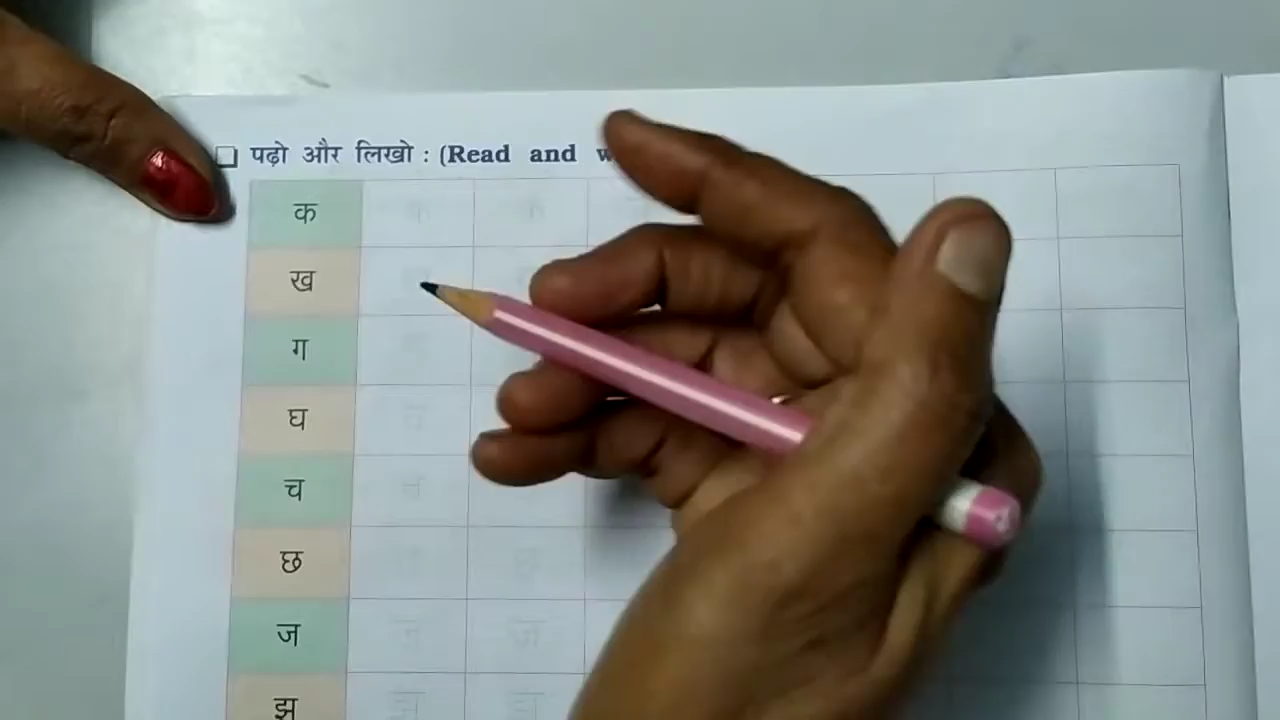 पढ़ो और लिखो : (Read and
क
ख
ग
घ
च
छ
ज
झ